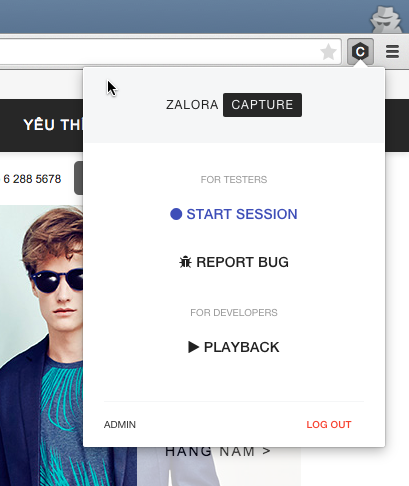 C
ZALORA CAPTURE
YÊU TH
FOR TESTERS
6 288 5678
START SESSION
REPORT BUG
FOR DEVELOPERS
PLAYBACK
ADMIN
LOG OUT
HÀNG NAM >